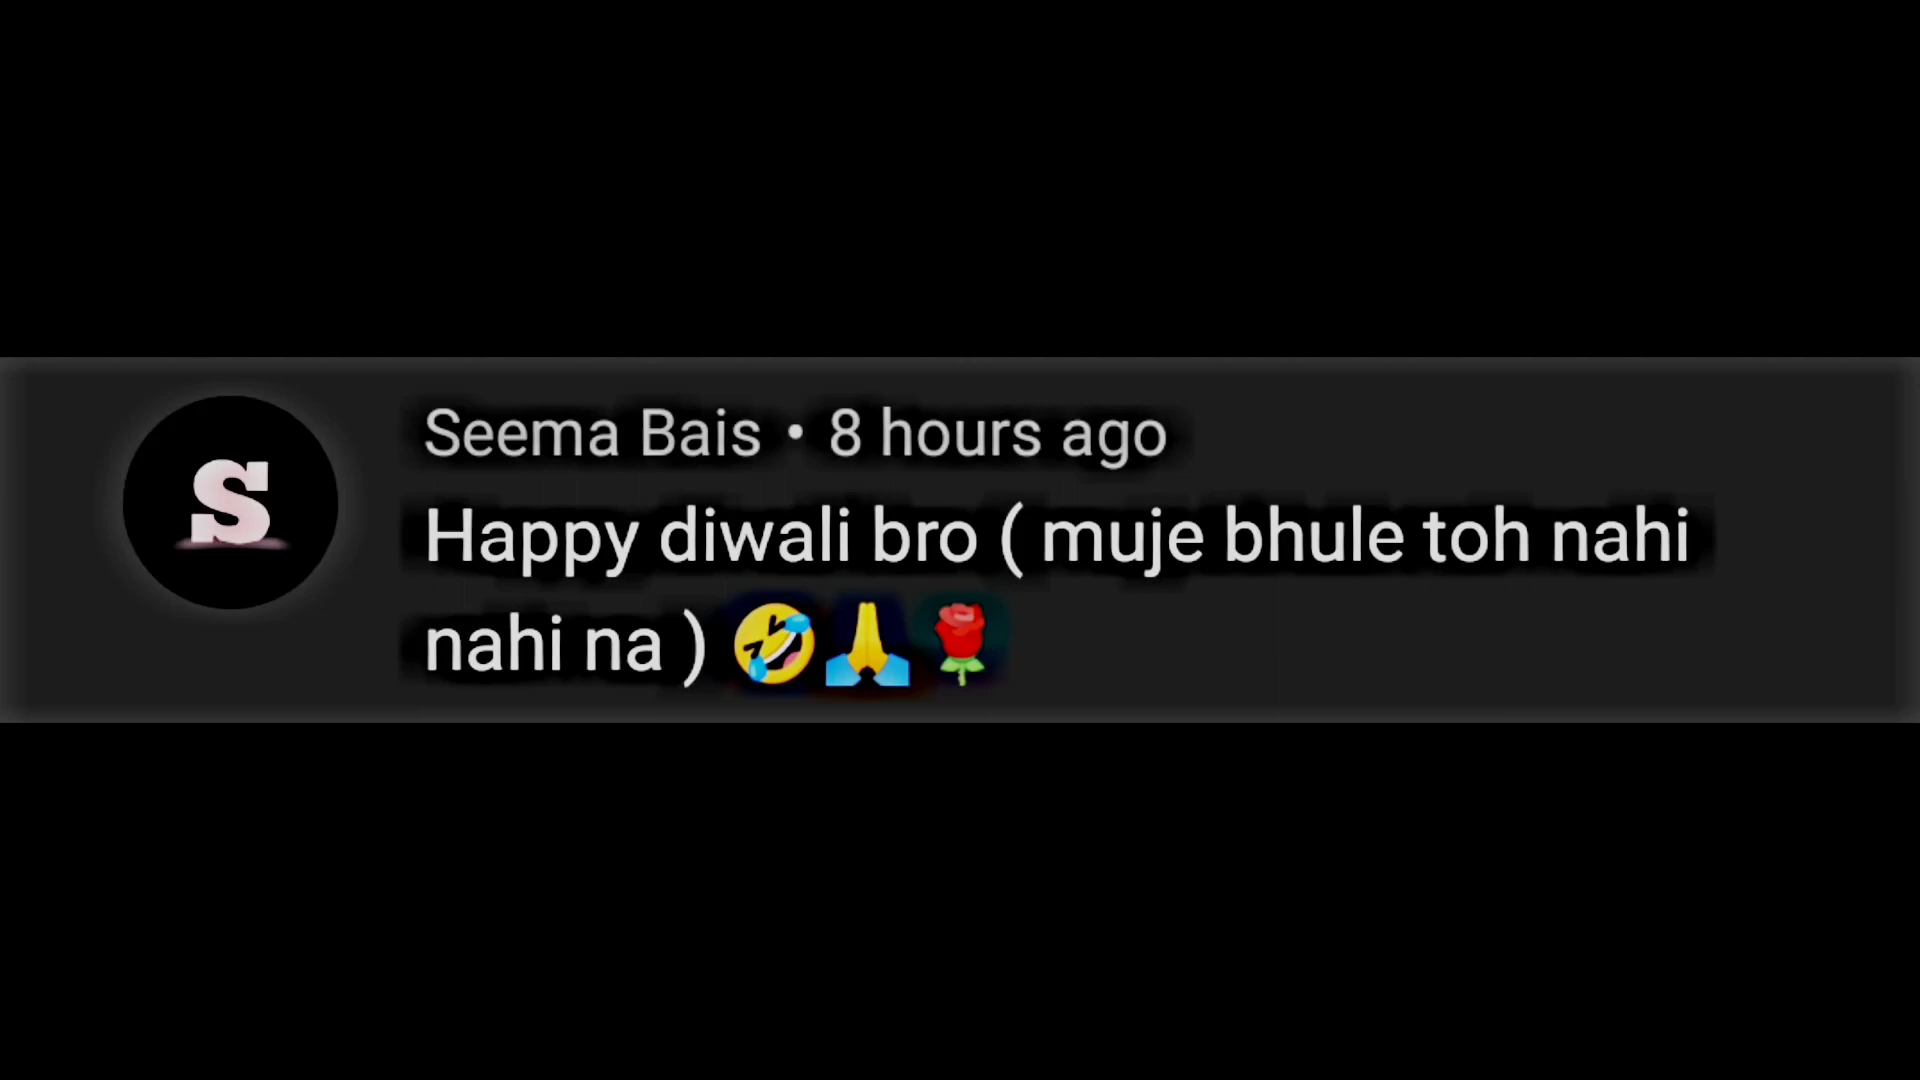 S
Seema Bais • 8 hours ago
Happy diwali bro ( muje bhule toh nahi
nahi na ) 🤣🙏🌹